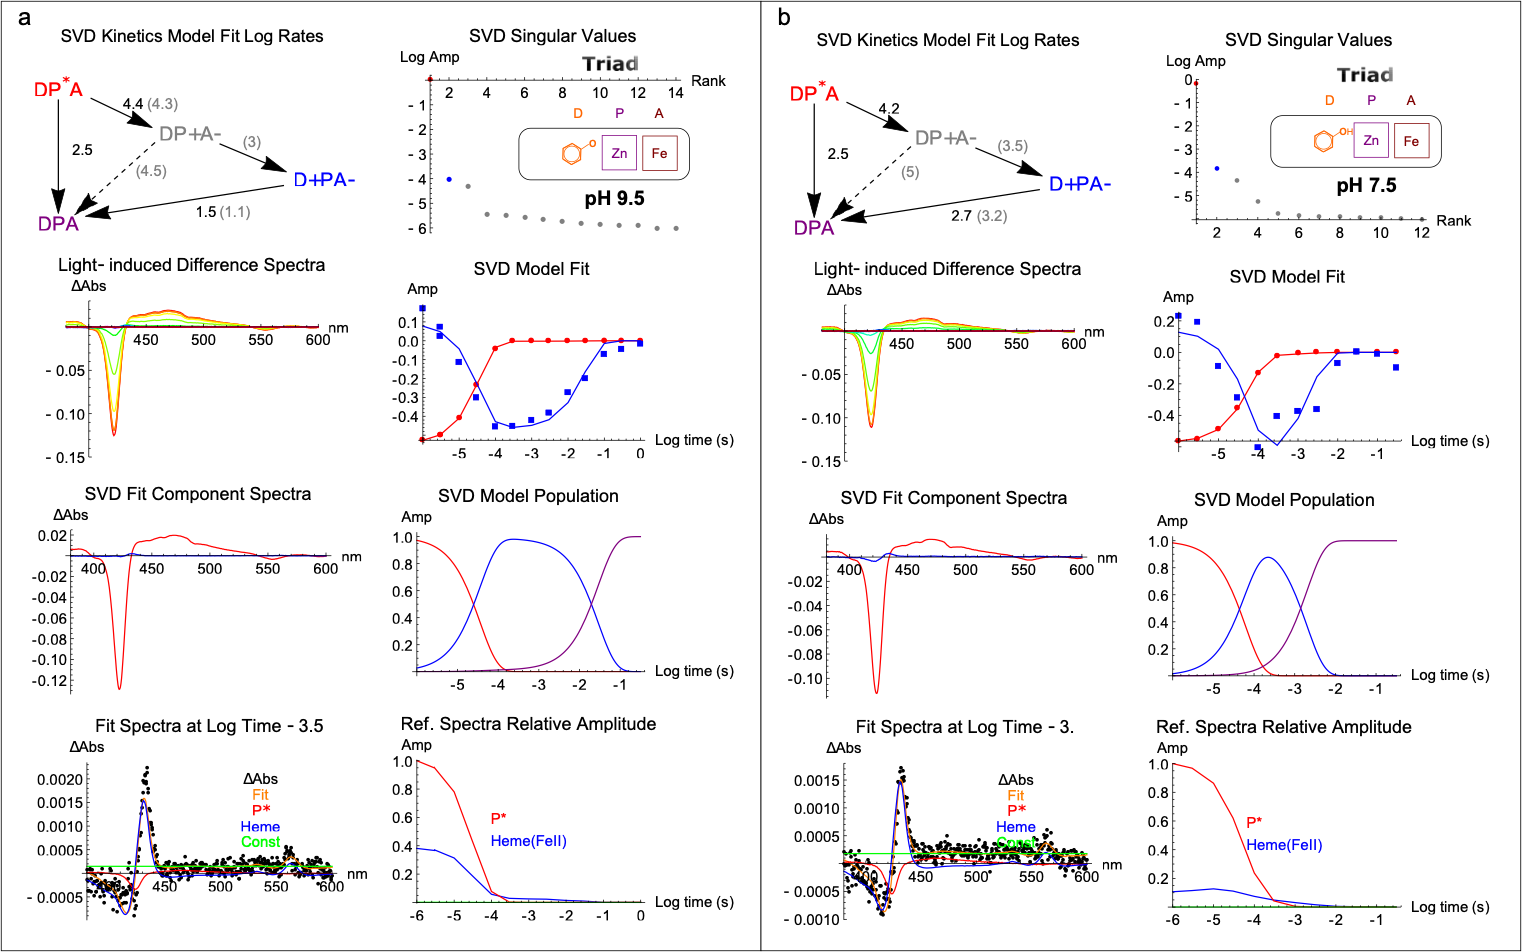 a
SVD Kinetics Model Fit Log Rates
DP*A
4.4 (4.3)
DP+A-
(3)
2.5
(4.5)
D+PA-
1.5 (1.1)
DPA
SVD Singular Values
Log Amp
Triad
Rank
2 4 6 8 10 12 14
- 1
- 2
- 3
- 4
- 5
- 6
D P A
O
Zn
Fe
pH 9.5
Light- induced Difference Spectra
ΔAbs
nm
450 500 550 600
- 0.05
- 0.10
- 0.15
SVD Model Fit
Amp
0.1
0.0
-0.1
-0.2
-0.3
-0.4
Log time (s)
-5 -4 -3 -2 -1 0
SVD Fit Component Spectra
ΔAbs
0.02
nm
400 450 500 550 600
-0.02
-0.04
-0.06
-0.08
-0.10
-0.12
SVD Model Population
Amp
1.0
0.8
0.6
0.4
0.2
Log time (s)
-5 -4 -3 -2 -1
Fit Spectra at Log Time - 3.5
ΔAbs
0.0020
0.0015
0.0010
0.0005
- 0.0005
ΔAbs
Fit
P*
Heme
Const
nm
450 500 550 600
Ref. Spectra Relative Amplitude
Amp
1.0
0.8
0.6
0.4
0.2
P*
Heme(FeII)
Log time (s)
-6 -5 -4 -3 -2 -1 0
b
SVD Kinetics Model Fit Log Rates
DP*A
4.2
DP+A-
(3.5)
2.5
(5)
D+PA-
2.7 (3.2)
DPA
SVD Singular Values
Log Amp
Triad
0
- 1
- 2
- 3
- 4
- 5
Rank
2 4 6 8 10 12
D P A
OH
Zn
Fe
pH 7.5
Light- induced Difference Spectra
ΔAbs
nm
450 500 550 600
- 0.05
- 0.10
- 0.15
SVD Model Fit
Amp
0.2
0.0
-0.2
-0.4
Log time (s)
-5 -4 -3 -2 -1
SVD Fit Component Spectra
ΔAbs
nm
400 450 500 550 600
-0.02
-0.04
-0.06
-0.08
-0.10
SVD Model Population
Amp
1.0
0.8
0.6
0.4
0.2
Log time (s)
-5 -4 -3 -2 -1
Fit Spectra at Log Time - 3.
ΔAbs
0.0015
0.0010
0.0005
- 0.0005
- 0.0010
ΔAbs
Fit
P*
Heme
Const
nm
400 450 500 550 600
Ref. Spectra Relative Amplitude
Amp
1.0
0.8
0.6
0.4
0.2
P*
Heme(FeII)
Log time (s)
-6 -5 -4 -3 -2 -1